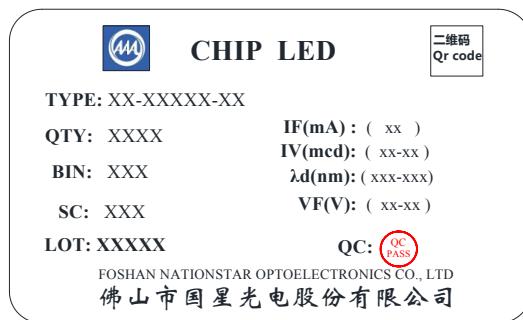 CHIP LED
二维码
Qr code
TYPE: XX-XXXXX-XX
QTY: XXXX
BIN: XXX
SC: XXX
LOT: XXXXX
IF(mA) : ( xx )
IV(mcd): ( xx-xx )
λd(nm): ( xxx-xxx)
VF(V): ( xx-xx )
QC: QC
PASS
FOSHAN NATIONSTAR OPTOELECTRONICS CO., LTD
佛山市国星光电股份有限公司